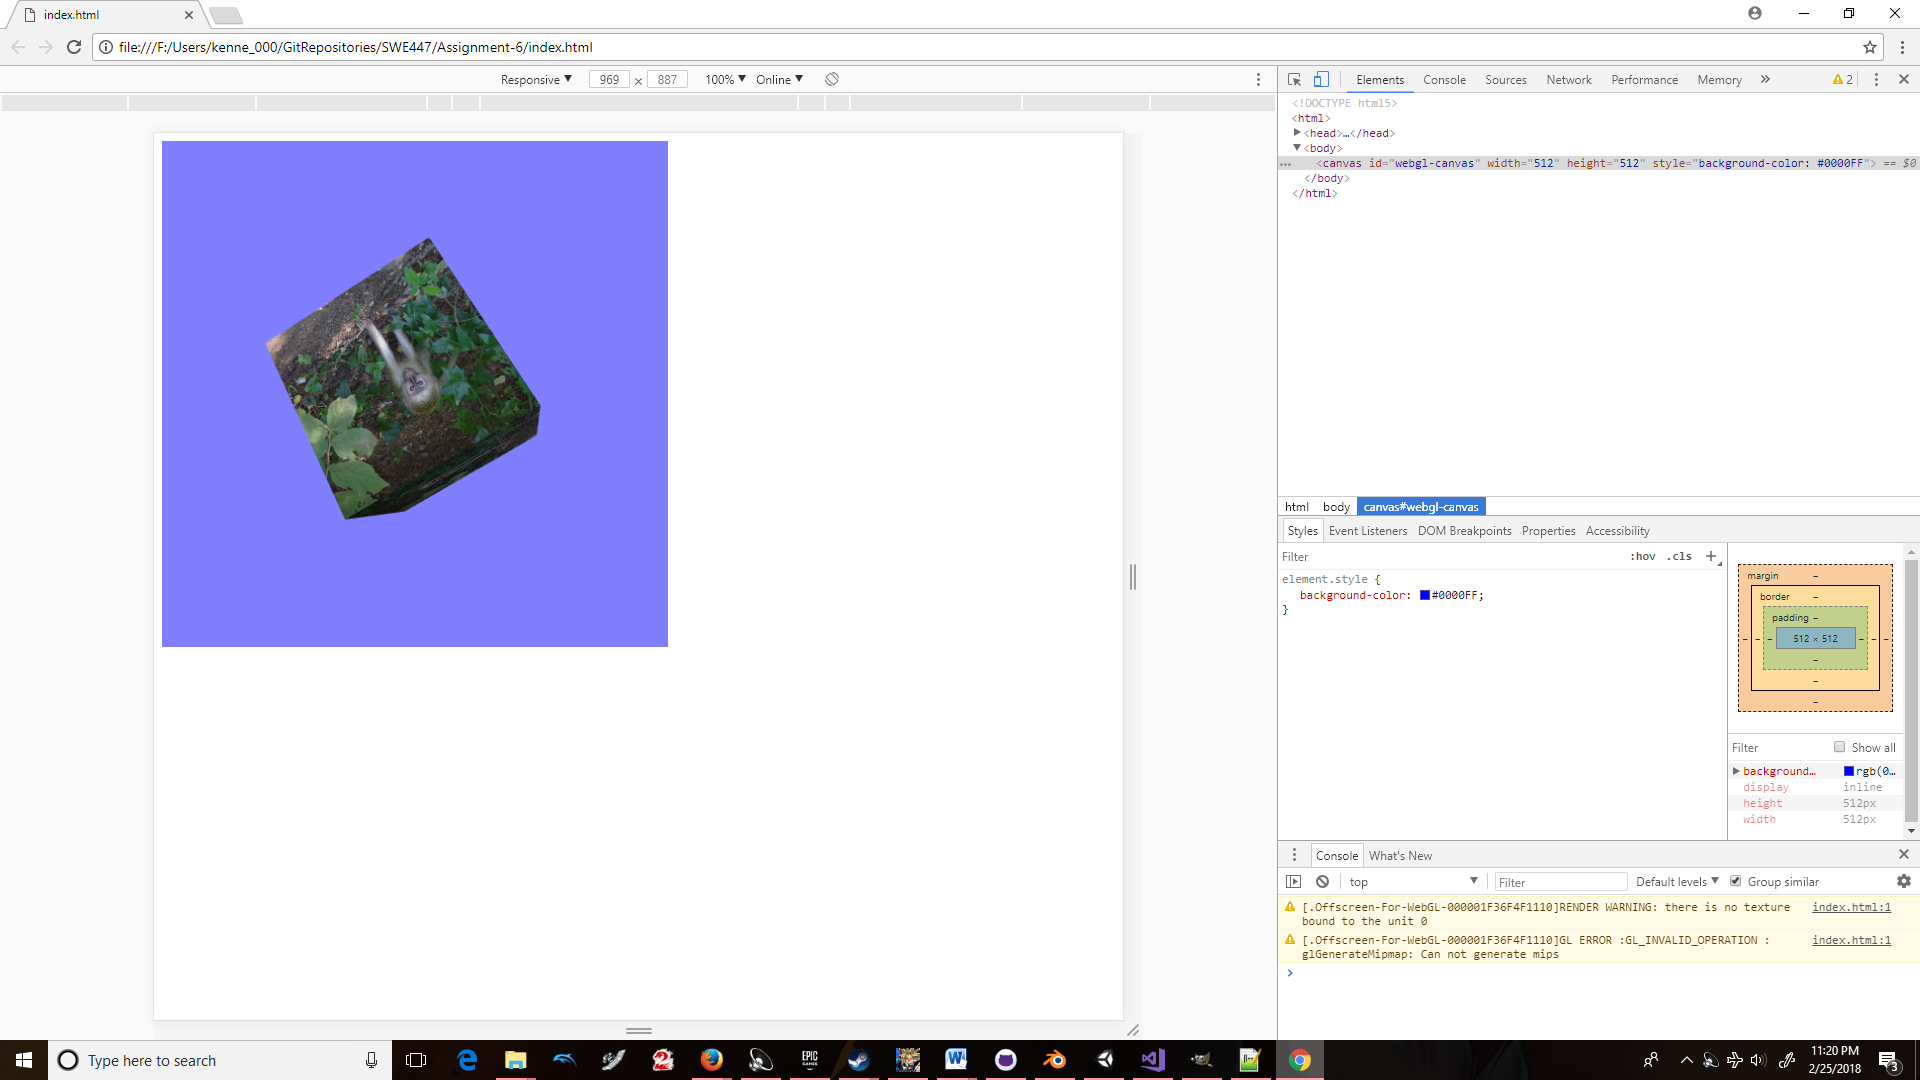 index.html
file:///F:/Users/kenne_000/GitRepositories/SWE447/Assignment-6/index.html
Responsive ▼ 969 x 887 100% ▼ Online ▼
Elements Console Sources Network Performance Memory » 2
<!DOCTYPE html5>
<html>
<head>…</head>
<body>
<canvas id="webgl-canvas" width="512" height="512" style="background-color: #0000FF"> == $0
</body>
</html>
html body canvas#webgl-canvas
Styles Event Listeners DOM Breakpoints Properties Accessibility
Filter :hov .cls +
element.style {
background-color: #0000FF;
}
margin –
border –
padding –
– – – 512 × 512 – – –
–
–
–
Filter Show all
background… rgb(0…
display inline
height 512px
width 512px
Console What's New
top Filter Default levels ▼ Group similar
[.Offscreen-For-WebGL-000001F36F4F1110]RENDER WARNING: there is no texture index.html:1
bound to the unit 0
[.Offscreen-For-WebGL-000001F36F4F1110]GL ERROR :GL_INVALID_OPERATION : index.html:1
glGenerateMipmap: Can not generate mips
Type here to search
EPIC
GAMES
11:20 PM
2/25/2018
3